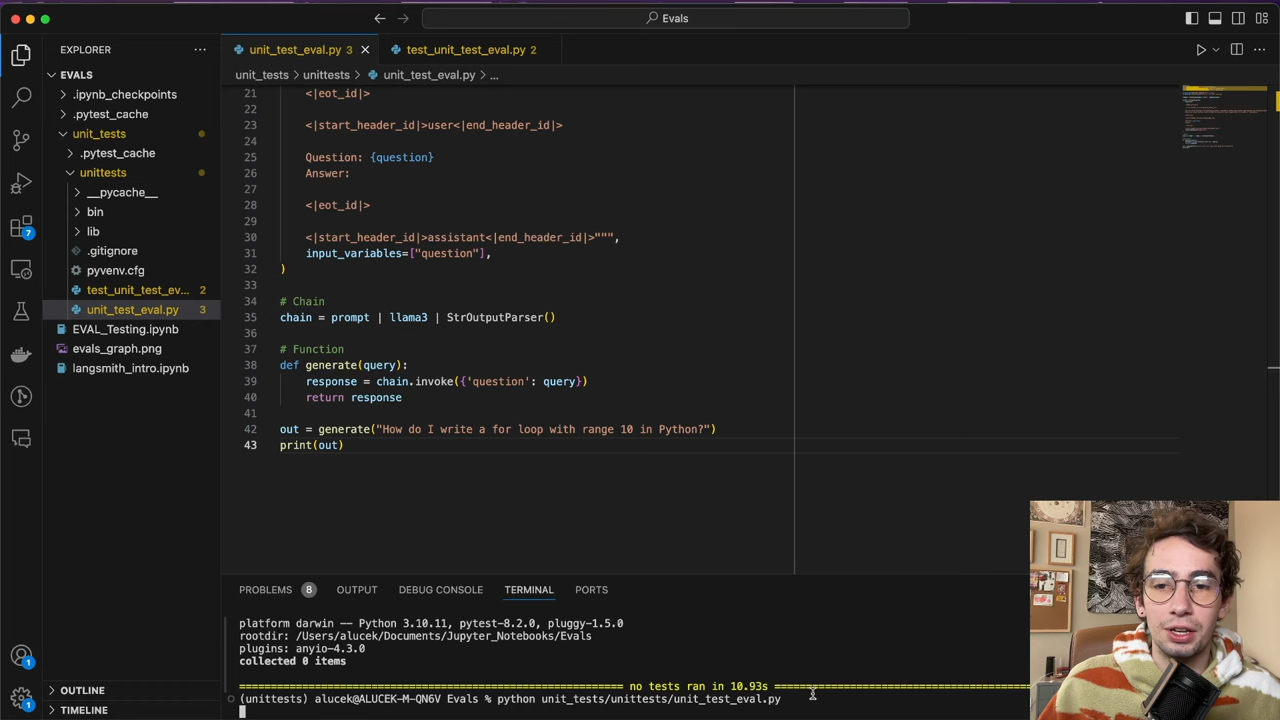 Evals
EXPLORER
unit_test_eval.py 3
test_unit_test_eval.py 2
EVALS
unit_tests > unittests > unit_test_eval.py > ...
.ipynb_checkpoints
.pytest_cache
unit_tests
.pytest_cache
unittests
__pycache__
bin
lib
.gitignore
pyvenv.cfg
test_unit_test_ev... 2
unit_test_eval.py 3
EVAL_Testing.ipynb
evals_graph.png
langsmith_intro.ipynb
OUTLINE
TIMELINE
7
1
1
21 <|eot_id|>
22
23 <|start_header_id|>user<|end_header_id|>
24
25 Question: {question}
26 Answer:
27
28 <|eot_id|>
29
30 <|start_header_id|>assistant<|end_header_id|>""",
31 input_variables=["question"],
32 )
33
34 # Chain
35 chain = prompt | llama3 | StrOutputParser()
36
37 # Function
38 def generate(query):
39 response = chain.invoke({'question': query})
40 return response
41
42 out = generate("How do I write a for loop with range 10 in Python?")
43 print(out)
PROBLEMS 8 OUTPUT DEBUG CONSOLE TERMINAL PORTS
platform darwin -- Python 3.10.11, pytest-8.2.0, pluggy-1.5.0
rootdir: /Users/alucek/Documents/Jupyter_Notebooks/Evals
plugins: anyio-4.3.0
collected 0 items
no tests ran in 10.93s
(unittests) alucek@ALUCEK-M-QN6V Evals % python unit_tests/unittests/unit_test_eval.py